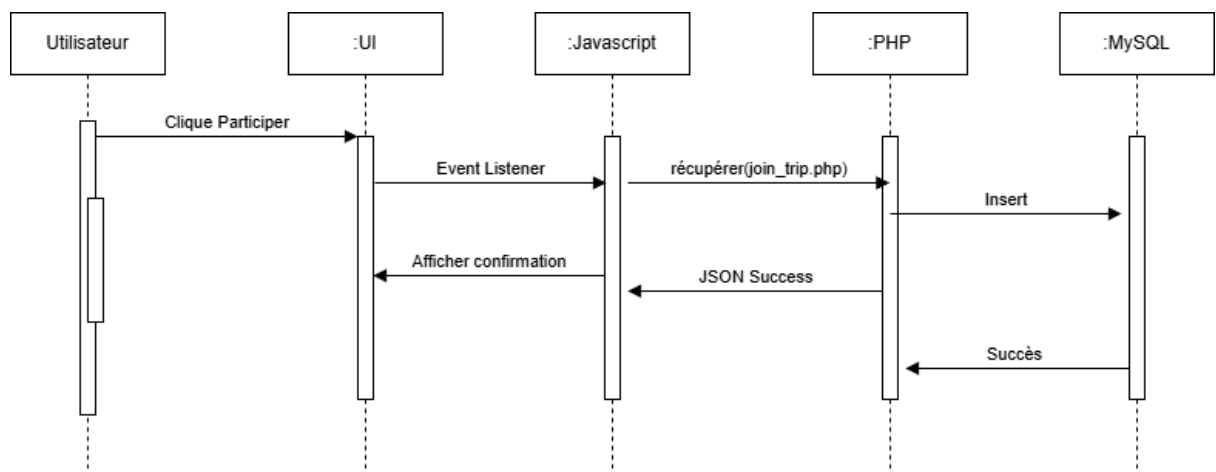 Utilisateur
:UI
:Javascript
:PHP
:MySQL
Clique Participer
Event Listener
récupérer(join_trip.php)
Insert
Afficher confirmation
JSON Success
Succès